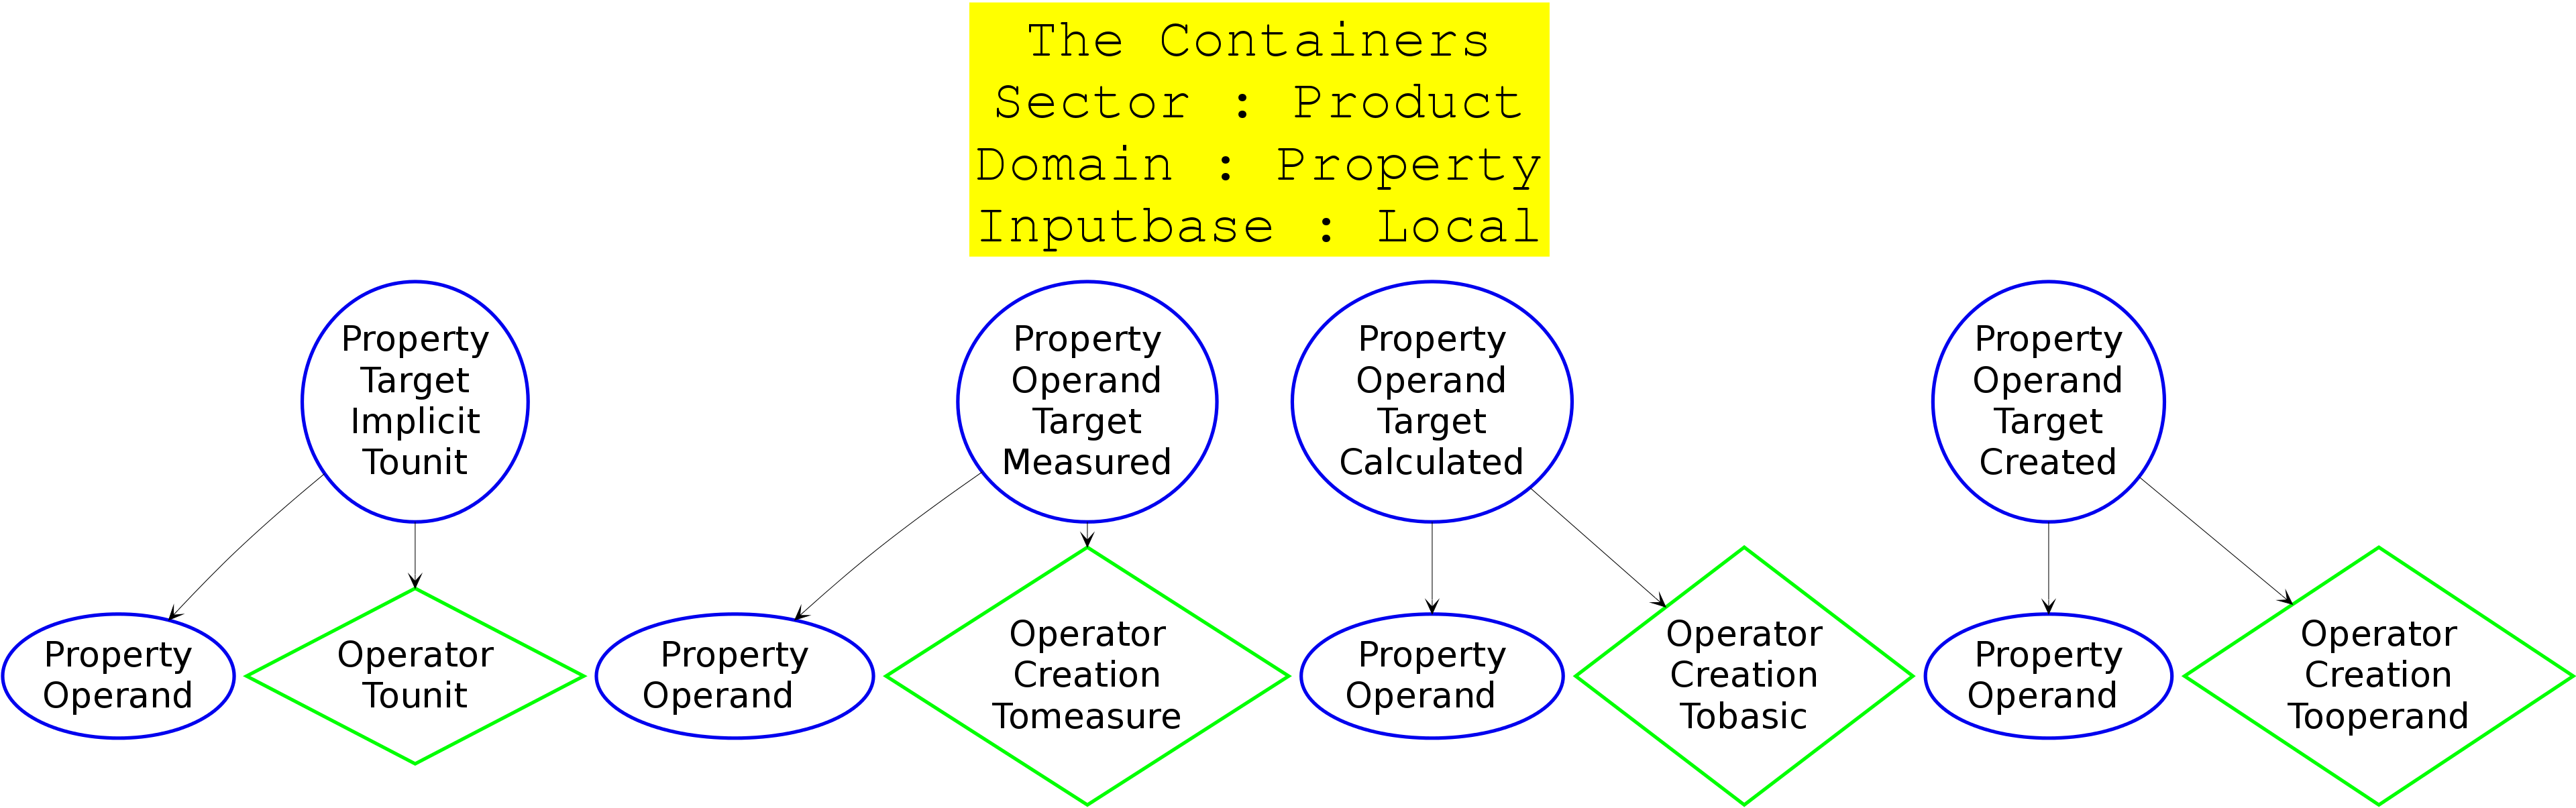 The Containers
Sector : Product
Domain : Property
Inputbase : Local
Property
Target
Implicit
Tounit
Property
Operand
Target
Measured
Property
Operand
Target
Calculated
Property
Operand
Target
Created
Property
Operand
Operator
Tounit
Property
Operand
Operator
Creation
Tomeasure
Property
Operand
Operator
Creation
Tobasic
Property
Operand
Operator
Creation
Tooperand